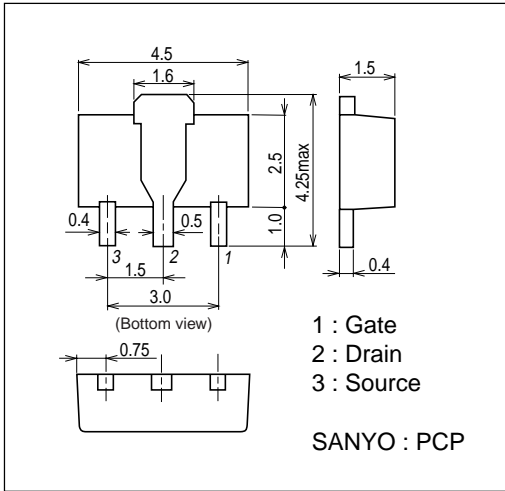 4.5
1.6
1.5
2.5
4.25max
1.0
0.4
0.5
3
2
1
1.5
0.4
3.0
(Bottom view)
0.75
1 : Gate
2 : Drain
3 : Source
SANYO : PCP